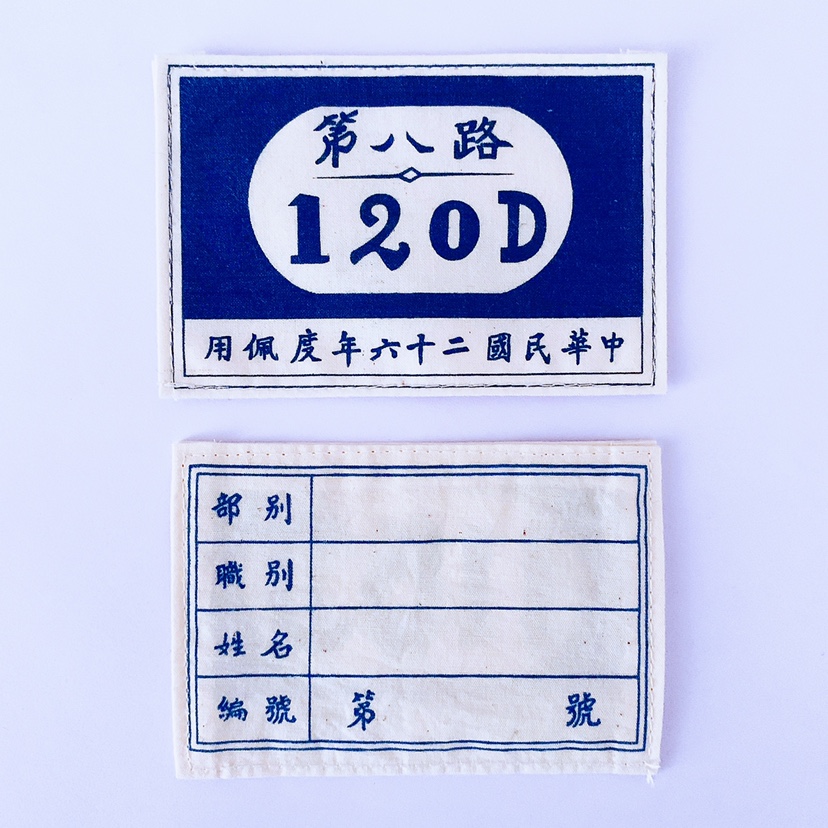 第八路
120D
中華民國二十六年度佩用
部別
職別
姓名
編號 第 號